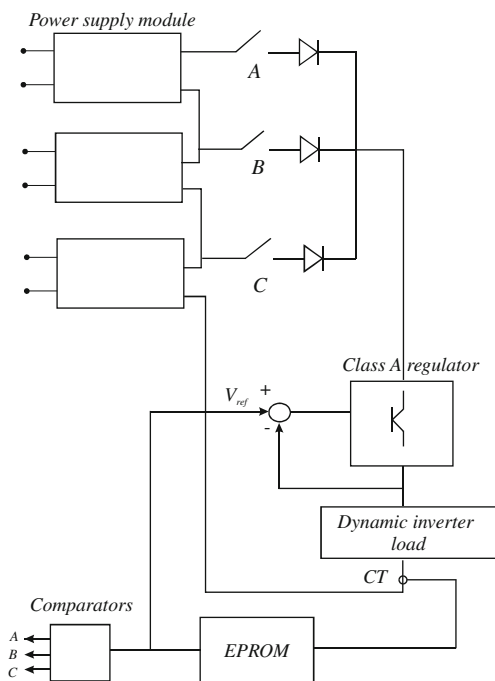 Power supply module
A
B
C
Class A regulator
V_ref
+
-
Dynamic inverter
load
CT
Comparators
A
B
C
EPROM